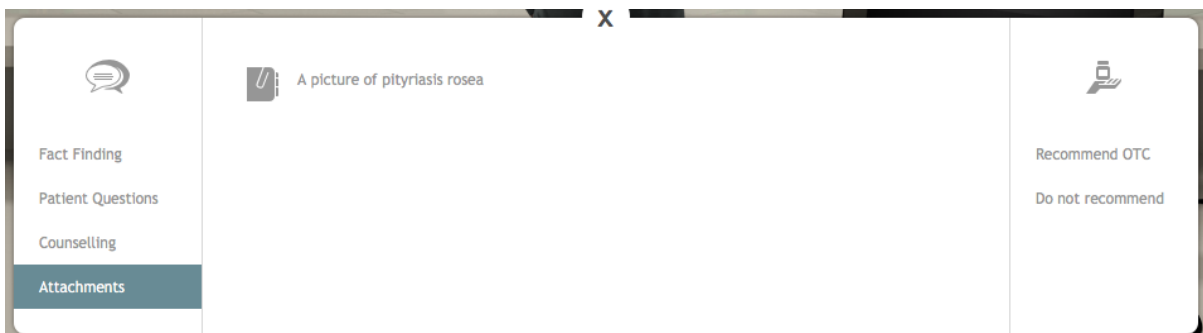 X
A picture of pityriasis rosea
Fact Finding
Patient Questions
Counselling
Attachments
Recommend OTC
Do not recommend